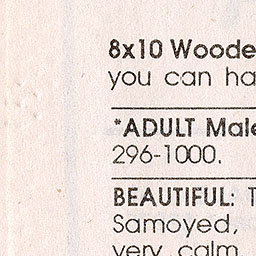 8x10 Woode
you can ha
*ADULT Male
296-1000.
BEAUTIFUL: T
Samoyed,
very calm